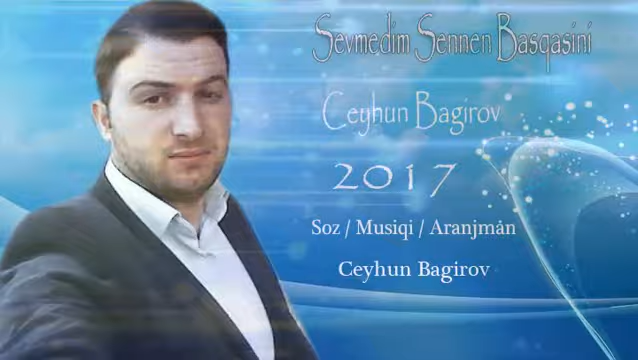 Sevmedim Sennen Basqasini
Ceyhun Bagirov
2017
Soz / Musiqi / Aranjman
Ceyhun Bagirov